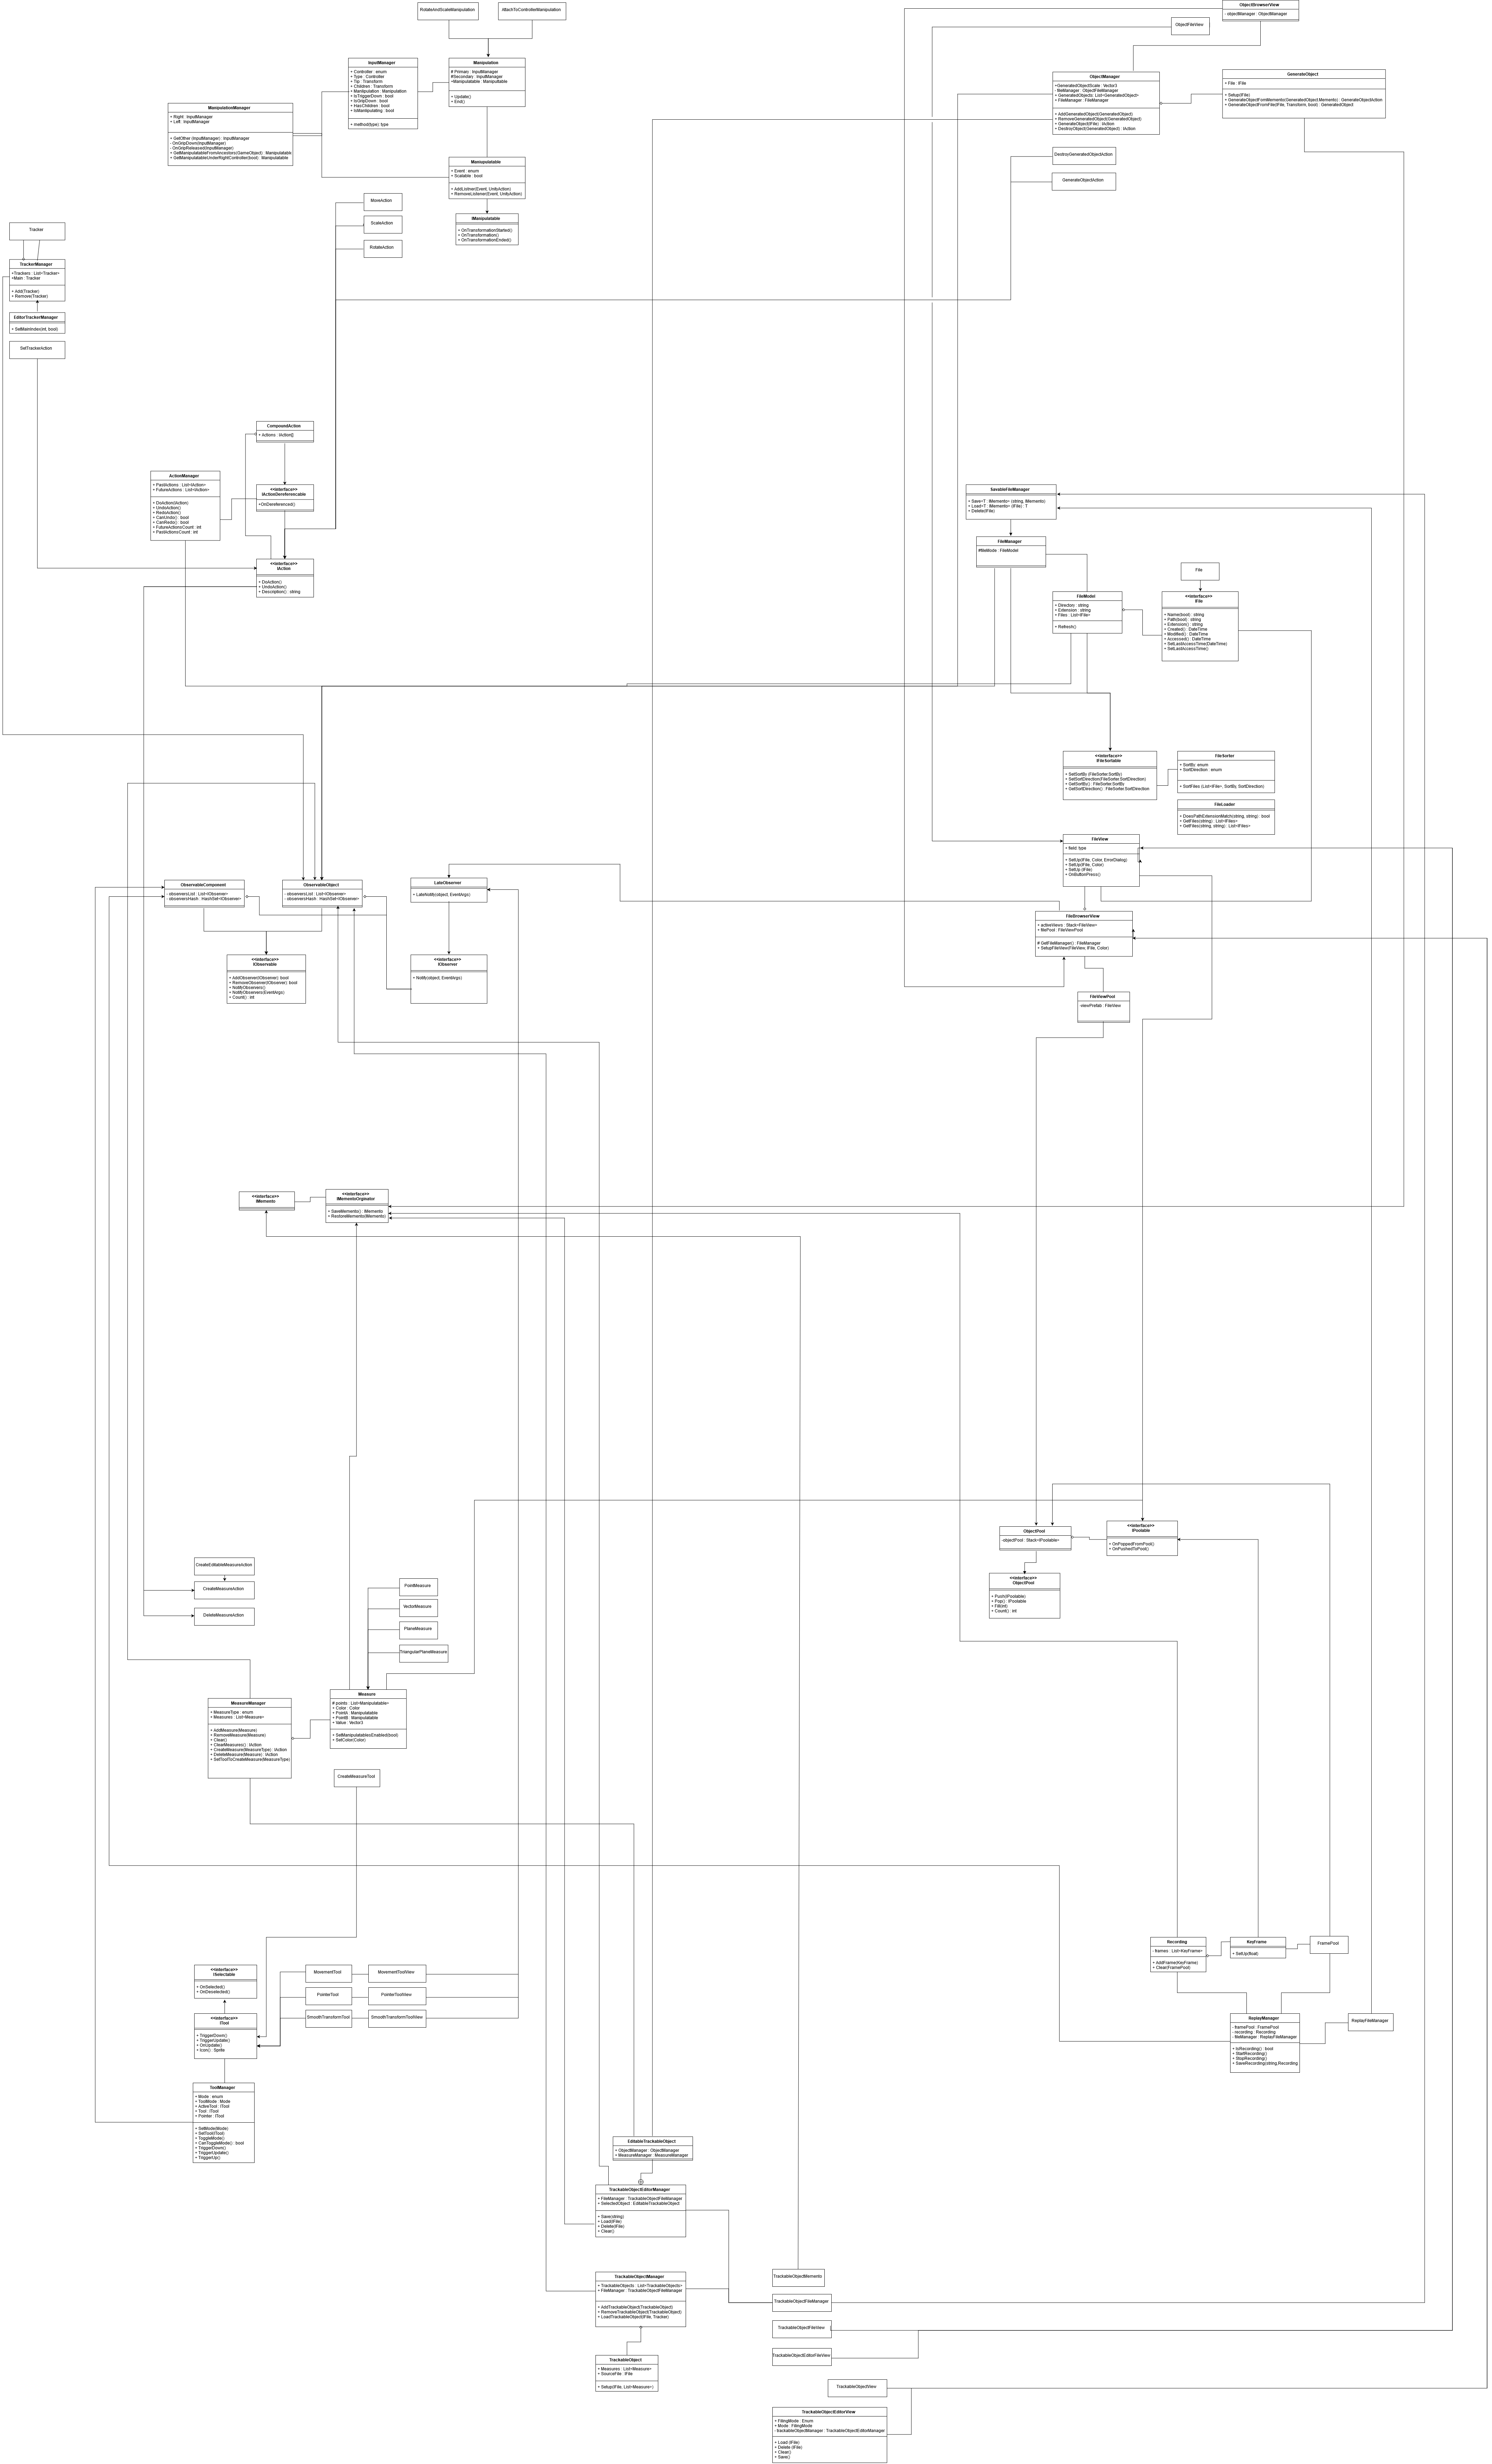 RotateAndScaleManipulation
AttachToControllerManipulation
ObjectBrowserView
- objectManager : ObjectManager
ObjectFileView
InputManager
+ Controller : enum
+ Type : Controller
+ Tip : Transform
+ Children : Transform
+ Manitpulation : Manipulation
+ IsTriggerDown : bool
+ IsGripDown : bool
+ HasChildren : bool
+ IsManitpulating : bool
+ method(type): type
Manipulation
# Primary : InputManager
#Secondary : InputManager
+Manipulatable : Manipultable
+ Update()
+ End()
ObjectManager
+GeneratedObjectScale : Vector3
- fileManager : ObjectFileManager
+ GeneratedObjects: List<GeneratedObject>
+ FileManager : FileManager
+ AddGeneratedObject(GeneratedObject)
+ RemoveGeneratedObject(GeneratedObject)
+ GenerateObject(IFile) : IAction
+ DestroyObject(GeneratedObject) : IAction
GenerateObject
+ File : IFile
+ Setup(IFile)
+ GenerateObjectFromMemento(GeneratedObject.Memento) : GenerateObjectAction
+ GenerateObjectFromFile(IFile, Transform, bool) : GeneratedObject
ManipulationManager
+ Right : InputManager
+ Left : InputManager
+ GetOther (InputManager) : InputManager
- OnGripDown(InputManager)
- OnGripReleased(InputManager)
+ GetManipulatableFromAncestors(GameObject) : Manipulatable
+ GetManipulatableUnderRightController(bool) : Manipulatable
Maniputable
+ Event : enum
+ Scalable : bool
+ AddListner(Event, UnityAction)
+ RemoveListener(Event, UnityAction)
IManipulatable
+ OnTransformationStarted()
+ OnTransformation()
+ OnTransformationEnded()
DestroyGeneratedObjectAction
GenerateObjectAction
MoveAction
ScaleAction
RotateAction
Tracker
TrackerManager
+Trackers : List<Tracker>
+Main : Tracker
+ Add(Tracker)
+ Remove(Tracker)
EditorTrackerManager
+ SetMainIndex(int, bool)
SetTrackerAction
CompoundAction
+ Actions : IAction[]
ActionManager
+ PastActions : List<IAction>
+ FutureActions : List<IAction>
+ DoAction(IAction)
+ UndoAction()
+ RedoAction()
+ CanUndo() : bool
+ CanRedo() : bool
+ FutureActionsCount : int
+ PastActionsCount : int
<<Interface>>
IActionDereferencable
+OnDereferenced()
<<Interface>>
IAction
+ DoAction()
+ UndoAction()
+ Description() : string
SavableFileManager
+ Save<T : IMemento> (string, IMemento)
+ Load<T : IMemento> (IFile) : T
+ Delete(IFile)
FileManager
#fileMode : FileModel
FileModel
+ Directory : string
+ Extension : string
+ Files : List<IFile>
+ Refresh()
File
<<Interface>>
IFile
+ Name(bool) : string
+ Path(bool) : string
+ Extension() : string
+ Created() : DateTime
+ Modified() : DateTime
+ Accessed() : DateTime
+ SetLastAccessTime(DateTime)
+ SetLastAccessTime()
<<Interface>>
IFileSortable
+ SetSortBy (FileSorter.SortBy)
+ SetSortDirection(FileSorter.SortDirection)
+ GetSortBy() : FileSorter.SortBy
+ GetSortDirection() : FileSorter.SortDirection
FileSorter
+ SortBy: enum
+ SortDirection : enum
+ SortFiles (List<IFile>, SortBy, SortDirection)
FileLoader
+ DoesPathExtensionMatch(string, string) : bool
+ GetFiles(string) : List<IFiles>
+ GetFiles(string, string) : List<IFiles>
FileView
+ field: type
+ SetUp(IFile, Color, ErrorDialog)
+ SetUp(IFile, Color)
+ SetUp (IFile)
+ OnButtonPress()
ObservableComponent
- observersList : List<IObserver>
- observersHash : HashSet<IObserver>
ObservableObject
- observersList : List<IObserver>
- observersHash : HashSet<IObserver>
LateObserver
+ LateNotify(object, EventArgs)
FileBrowserView
+ activeViews : Stack<FileView>
+ filePool : FileViewPool
# GetFileManager() : FileManager
+ SetupFileView(FileView, IFile, Color)
<<Interface>>
IObservable
+ AddObserver(IObserver): bool
+ RemoveObserver(IObserver): bool
+ NotifyObservers()
+ NotifyObservers(EventArgs)
+ Count() : int
<<Interface>>
IObserver
+ Notify(object, EventArgs)
FileViewPool
-viewPrefab : FileView
<<Interface>>
IMemento
<<Interface>>
IMementoOrginator
+ SaveMemento() : IMemento
+ RestoreMemento(IMemento)
ObjectPool
-objectPool : Stack<IPoolable>
<<Interface>>
IPoolable
+ OnPoppedFromPool()
+ OnPushedToPool()
<<Interface>>
ObjectPool
+ Push(IPoolable)
+ Pop() : IPoolable
+ Fill(int)
+ Count() : int
CreateEditableMeasureAction
CreateMeasureAction
DeleteMeasureAction
PointMeasure
VectorMeasure
PlaneMeasure
TriangularPlaneMeasure
MeasureManager
+ MeasureType : enum
+ Measures : List<Measure>
+ AddMeasure(Measure)
+ RemoveMeasure(Measure)
+ Clear()
+ ClearMeasures() : IAction
+ CreateMeasure(MeasureType) : IAction
+ DeleteMeasure(Measure) : IAction
+ SetToolToCreateMeasure(MeasureType)
Measure
# points : List<Manipulatable>
+ Color : Color
+ PointA : Manipulatable
+ PointB : Manipulatable
+ Value : Vector3
+ SetManipulatablesEnabled(bool)
+ SetColor(Color)
CreateMeasureTool
Recording
- frames : List<KeyFrame>
+ AddFrame(KeyFrame)
+ Clear(FramePool)
KeyFrame
+ SetUp(float)
FramePool
<<Interface>>
ISelectable
+ OnSelected()
+ OnDeselected()
MovementTool
MovementToolView
PointerTool
PointerToolView
SmoothTransformTool
SmoothTransformToolView
<<Interface>>
ITool
+ TriggerDown()
+ TriggerUpdate()
+ OnUpdate()
+ Icon() : Sprite
ReplayManager
- framePool : FramePool
- recording : Recording
- fileManager : ReplayFileManager
+ IsRecording() : bool
+ StartRecording()
+ StopRecording()
+ SaveRecording(string,Recording
ReplayFileManager
ToolManager
+ Mode : enum
+ ToolMode : Mode
+ ActiveTool : ITool
+ Tool : ITool
+ Pointer : ITool
+ SetMode(Mode)
+ SetTool(ITool)
+ ToggleMode()
+ CanToggleMode() : bool
+ TriggerDown()
+ TriggerUpdate()
+ TriggerUp()
EditableTrackableObject
+ ObjectManager : ObjectManager
+ MeasureManager : MeasureManager
TrackableObjectEditorManager
+ FileManager : TrackableObjectFileManager
+ SelectedObject : EditableTrackableObject
+ Save(string)
+ Load(IFile)
+ Delete(IFile)
+ Clear()
TrackableObjectManager
+ TrackableObjects : List<TrackableObjects>
+ FileManager : TrackableObjectFileManager
+ AddTrackableObject(TrackableObject)
+ RemoveTrackableObject(TrackableObject)
+ LoadTrackableObject(IFile, Tracker)
TrackableObjectMemento
TrackableObjectFileManager
TrackableObjectFileView
TrackableObjectEditorFileView
TrackableObject
+ Measures : List<Measure>
+ SourceFile : IFile
+ Setup(IFile, List<Measure>)
TrackableObjectView
TrackableObjectEditorView
+ FilingMode : Enum
+ Mode : FilingMode
- trackableObjectManager : TrackableObjectEditorManager
+ Load (IFile)
+ Delete (IFile)
+ Clear()
+ Save()